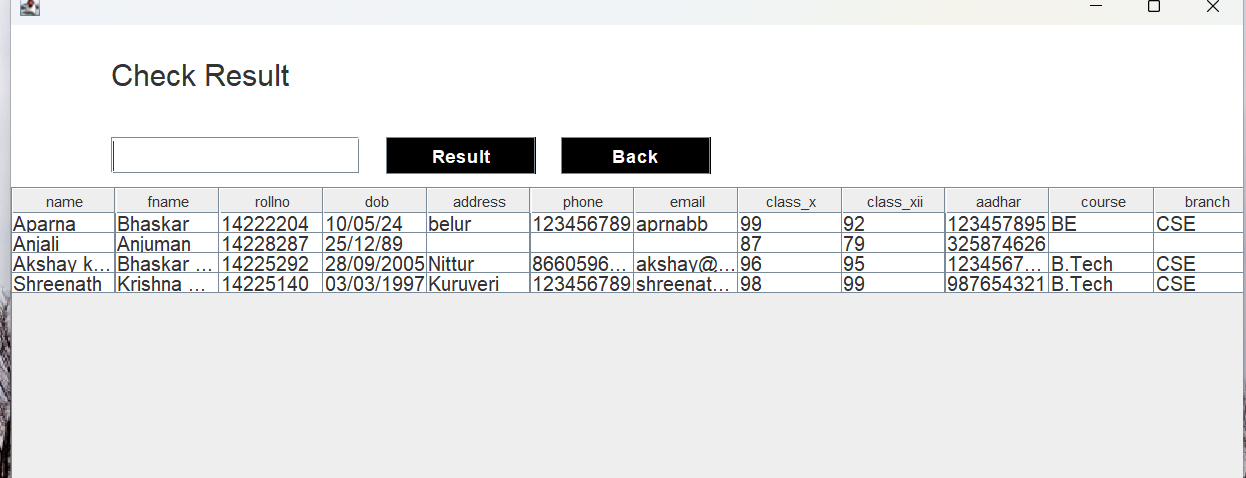 Check Result
Result Back
name fname rollno dob address phone email class_x class_xii aadhar course branch
Aparna Bhaskar 14222204 10/05/24 belur 123456789 aprnabb 99 92 123457895 BE CSE
Anjali Anjuman 14228287 25/12/89 87 79 325874626
Akshay k... Bhaskar ... 14225292 28/09/2005 Nittur 8660596... akshay@... 96 95 1234567... B.Tech CSE
Shreenath Krishna ... 14225140 03/03/1997 Kuruveri 123456789 shreenat... 98 99 987654321 B.Tech CSE